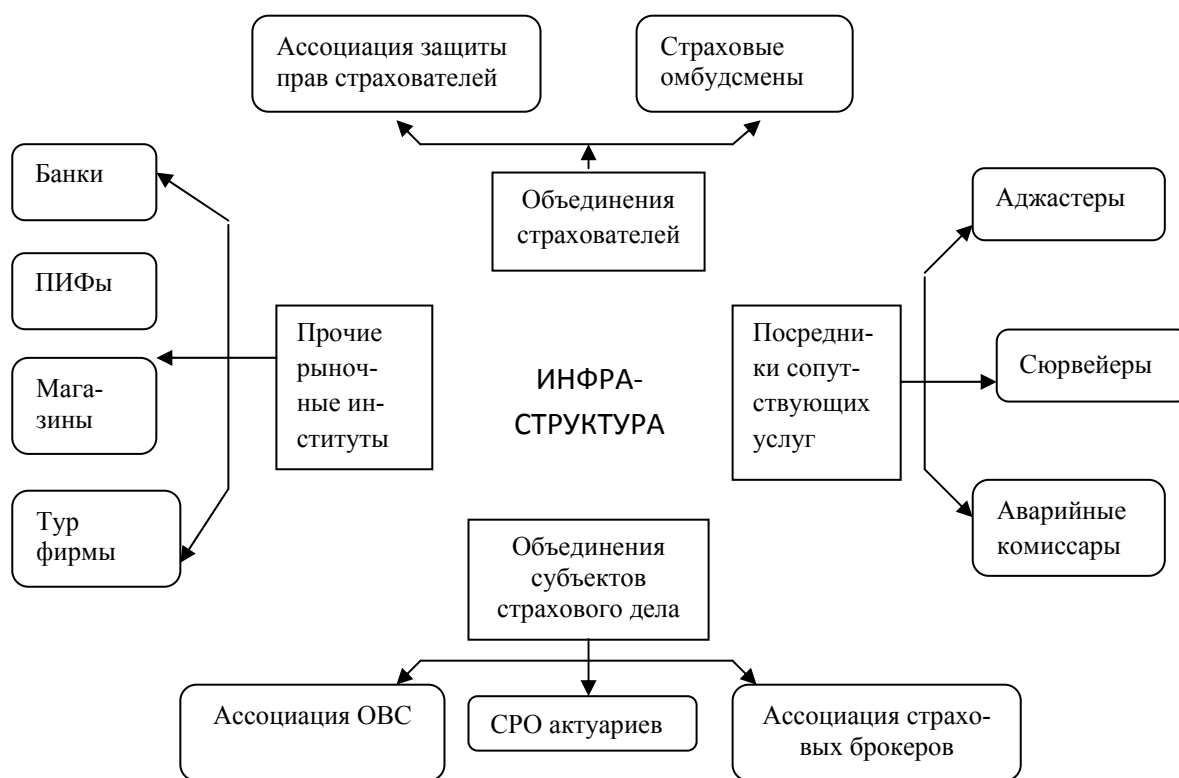 Ассоциация защиты
прав страхователей
Страховые
омбудсмены
Банки
Объединения
страхователей
Аджастеры
ПИФы
Прочие
рыноч-
ные ин-
ституты
ИНФРА-
СТРУКТУРА
Посредни-
ки сопут-
ствующих
услуг
Мага-
зины
Сюрвейеры
Тур
фирмы
Объединения
субъектов
страхового дела
Аварийные
комиссары
Ассоциация ОВС
СРО актуариев
Ассоциация страхо-
вых брокеров